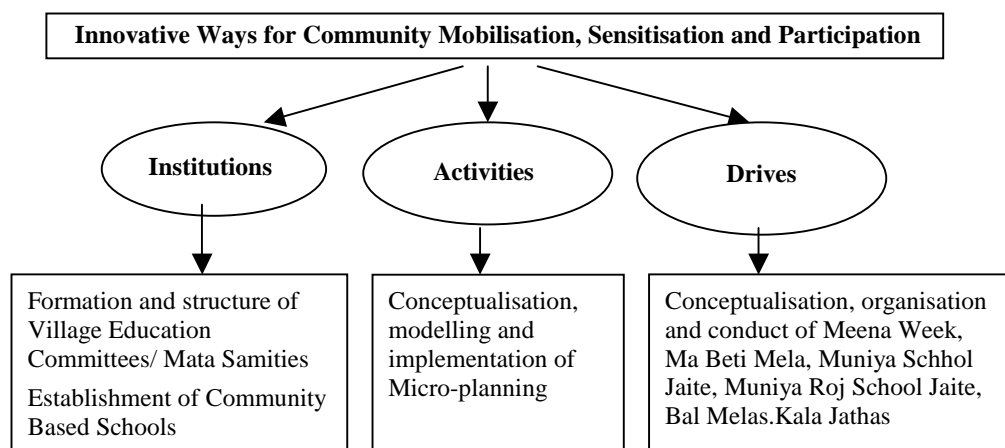 Innovative Ways for Community Mobilisation, Sensitisation and Participation
Institutions
Activities
Drives
Formation and structure of
Village Education
Committees/ Mata Samities
Establishment of Community
Based Schools
Conceptualisation,
modelling and
implementation of
Micro-planning
Conceptualisation, organisation
and conduct of Meena Week,
Ma Beti Mela, Muniya Schhol
Jaite, Muniya Roj School Jaite,
Bal Melas.Kala Jathas